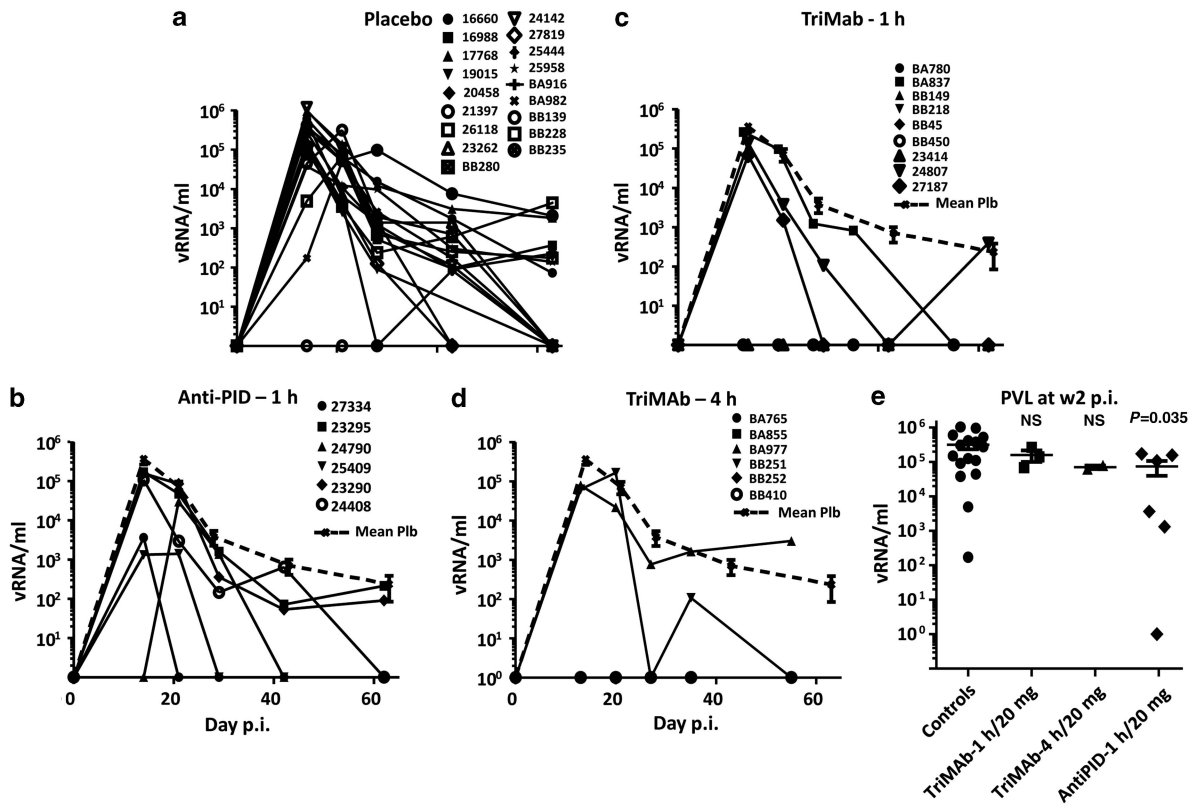 a
Placebo
16660
16988
17768
19015
20458
21397
26118
23262
BB280
24142
27819
25444
25958
BA916
BA982
BB139
BB228
BB235
vRNA/ml
10^6
10^5
10^4
10^3
10^2
10^1
c
TriMab - 1 h
BA780
BA837
BB149
BB218
BB45
BB450
23414
24807
27187
Mean Plb
vRNA/ml
10^6
10^5
10^4
10^3
10^2
10^1
b
Anti-PID – 1 h
27334
23295
24790
25409
23290
24408
Mean Plb
vRNA/ml
10^6
10^5
10^4
10^3
10^2
10^1
0 20 40 60
Day p.i.
d
TriMAb – 4 h
BA765
BA855
BA977
BB251
BB252
BB410
Mean Plb
vRNA/ml
10^6
10^5
10^4
10^3
10^2
10^1
10^0
0 20 40 60
Day p.i.
e
PVL at w2 p.i.
NS NS P=0.035
vRNA/ml
10^6
10^5
10^4
10^3
10^2
10^1
10^0
Controls
TriMAb-1 h/20 mg
TriMAb-4 h/20 mg
AntiPID-1 h/20 mg